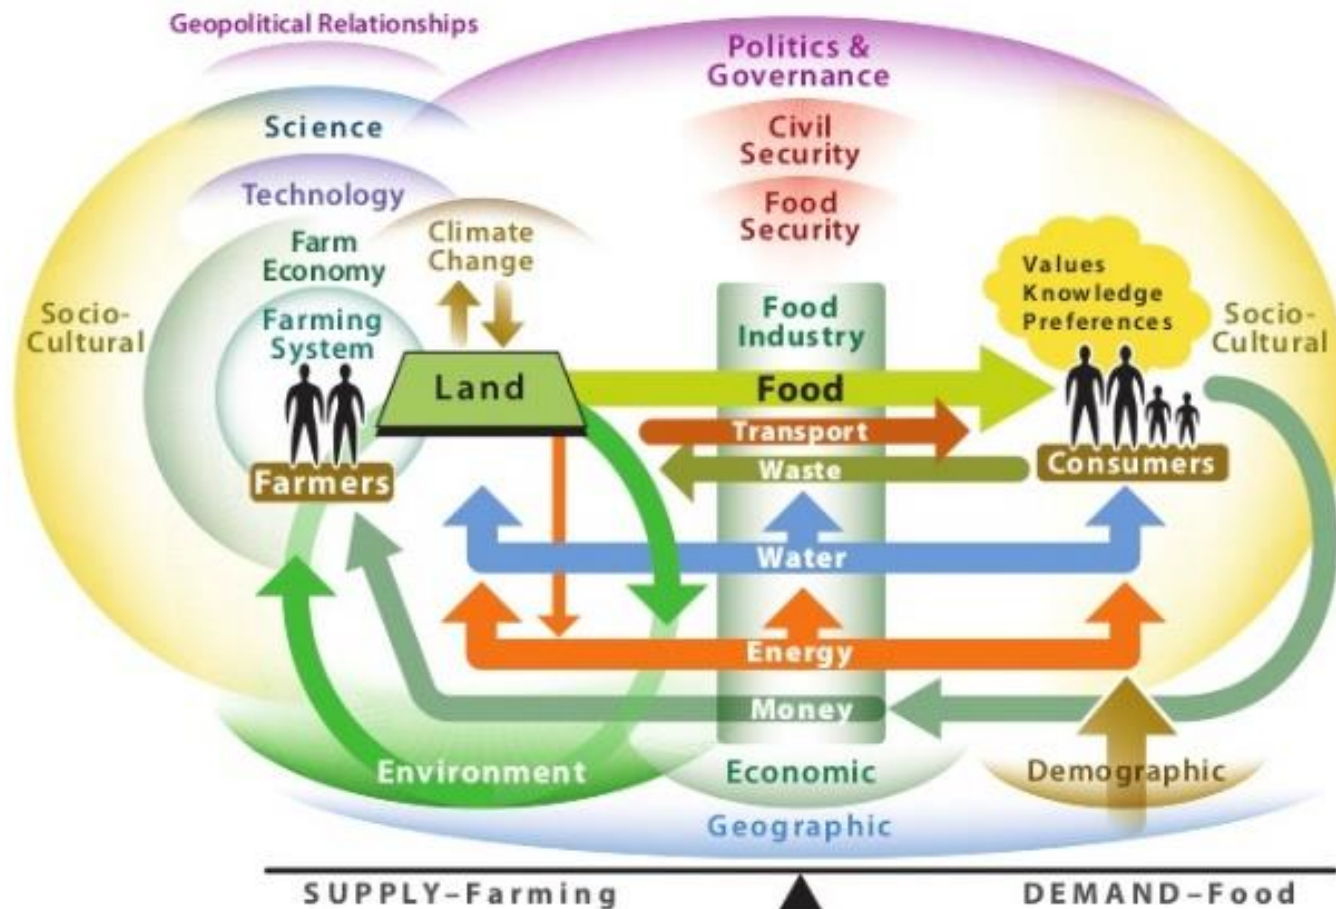 Geopolitical Relationships
Politics &
Governance
Science
Civil
Security
Technology
Food
Security
Farm
Economy
Climate
Change
Values
Knowledge
Preferences
Socio-
Cultural
Farming
System
Food
Industry
Socio-
Cultural
Land
Food
Transport
Waste
Farmers
Consumers
Water
Energy
Money
Environment
Economic
Demographic
Geographic
SUPPLY–Farming
DEMAND–Food